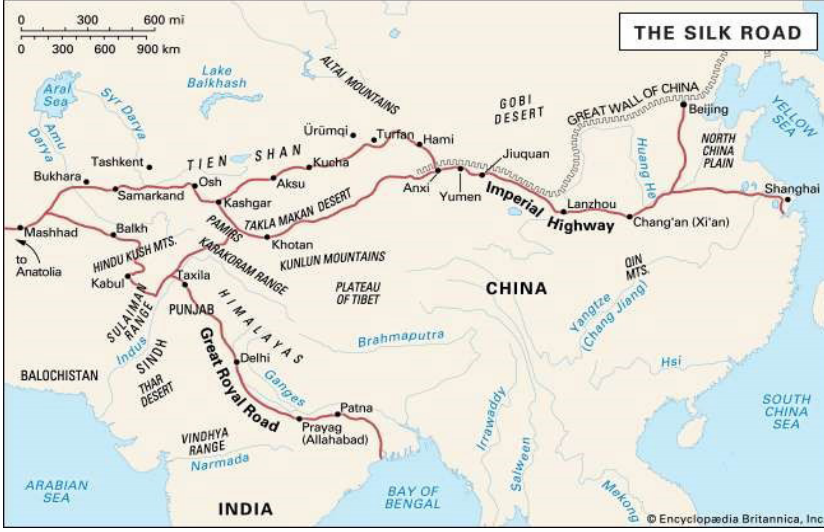 0 300 600 mi
0 300 600 900 km
THE SILK ROAD
Aral
Sea
Syr Darya
Amu
Darya
Lake
Balkhash
ALTAI MOUNTAINS
GOBI
DESERT
GREAT WALL OF CHINA
Beijing
YELLOW
SEA
NORTH
CHINA
PLAIN
Huang He
Ürümqi
Turfan
Hami
Tashkent
TIEN SHAN
Kucha
Jiuquan
Bukhara
Samarkand
Osh
Aksu
Anxi
Yumen
Imperial Highway
Lanzhou
Shanghai
Kashgar
TAKLA MAKAN DESERT
Chang'an (Xi'an)
Mashhad
to
Anatolia
Balkh
PAMIRS
Khotan
HINDU KUSH MTS.
KARAKORAM RANGE
KUNLUN MOUNTAINS
QIN
MTS.
Kabul
Taxila
PLATEAU
OF TIBET
CHINA
PUNJAB
SULAIMAN
RANGE
HIMALAYAS
Yangtze
(Chang Jiang)
Indus
SINDH
Great Royal Road
Brahmaputra
Delhi
Hsi
BALOCHISTAN
THAR
DESERT
Ganges
Patna
Prayag
(Allahabad)
SOUTH
CHINA
SEA
VINDHYA
RANGE
Narmada
Irrawaddy
Salween
Mekong
ARABIAN
SEA
INDIA
BAY OF
BENGAL
© Encyclopædia Britannica, Inc